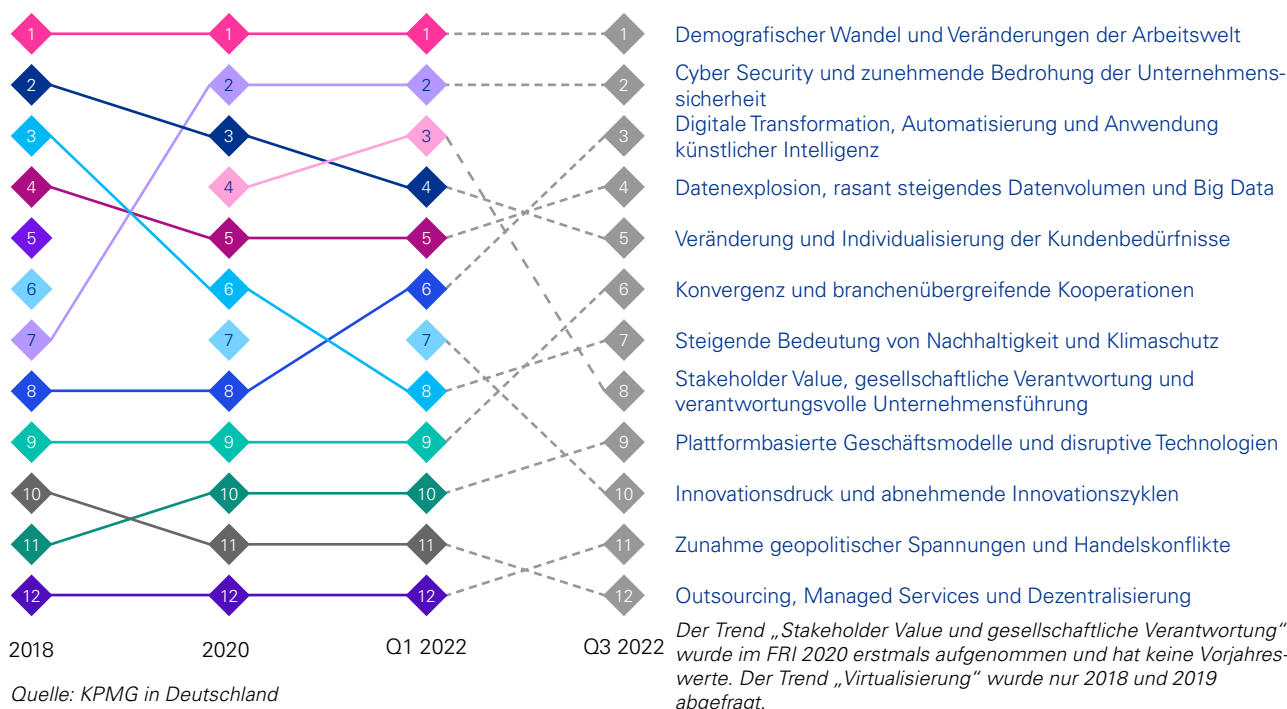 1 1 1 1 Demografischer Wandel und Veränderungen der Arbeitswelt
2 2 2 2 Cyber Security und zunehmende Bedrohung der Unternehmens-
sicherheit
3 3 3 3 Digitale Transformation, Automatisierung und Anwendung
künstlicher Intelligenz
4 4 4 4 Datenexplosion, rasant steigendes Datenvolumen und Big Data
5 5 5 5 Veränderung und Individualisierung der Kundenbedürfnisse
6 6 6 6 Konvergenz und branchenübergreifende Kooperationen
7 7 7 7 Steigende Bedeutung von Nachhaltigkeit und Klimaschutz
8 8 8 8 Stakeholder Value, gesellschaftliche Verantwortung und
verantwortungsvolle Unternehmensführung
9 9 9 9 Plattformbasierte Geschäftsmodelle und disruptive Technologien
10 10 10 10 Innovationsdruck und abnehmende Innovationszyklen
11 11 11 11 Zunahme geopolitischer Spannungen und Handelskonflikte
12 12 12 12 Outsourcing, Managed Services und Dezentralisierung
2018 2020 Q1 2022 Q3 2022
Der Trend „Stakeholder Value und gesellschaftliche Verantwortung“
wurde im FRI 2020 erstmals aufgenommen und hat keine Vorjahres-
werte. Der Trend „Virtualisierung“ wurde nur 2018 und 2019
abgefragt.
Quelle: KPMG in Deutschland